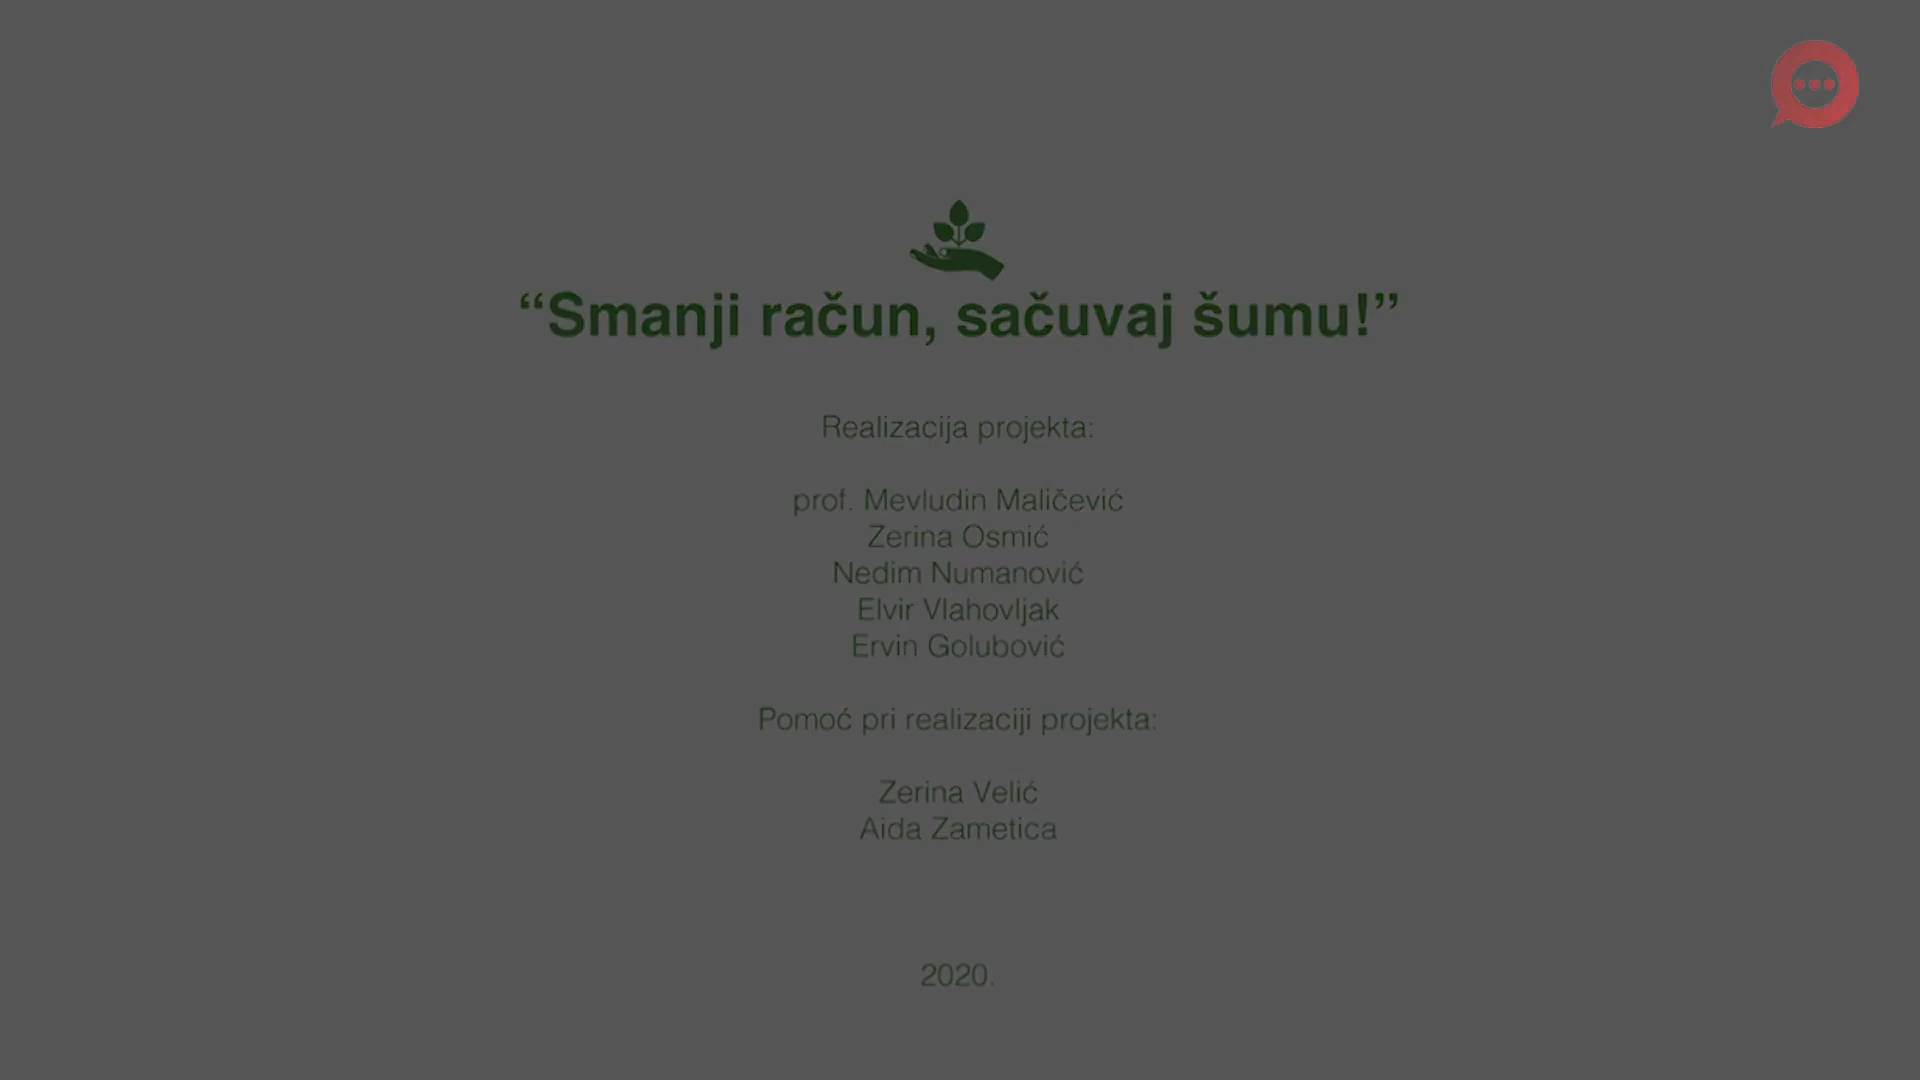 “Smanji račun, sačuvaj šumu!”
Realizacija projekta:
prof. Mevludin Maličević
Zerina Osmić
Nedim Numanović
Elvir Vlahovljak
Ervin Golubović
Pomoć pri realizaciji projekta:
Zerina Velić
Aida Zametica
2020.